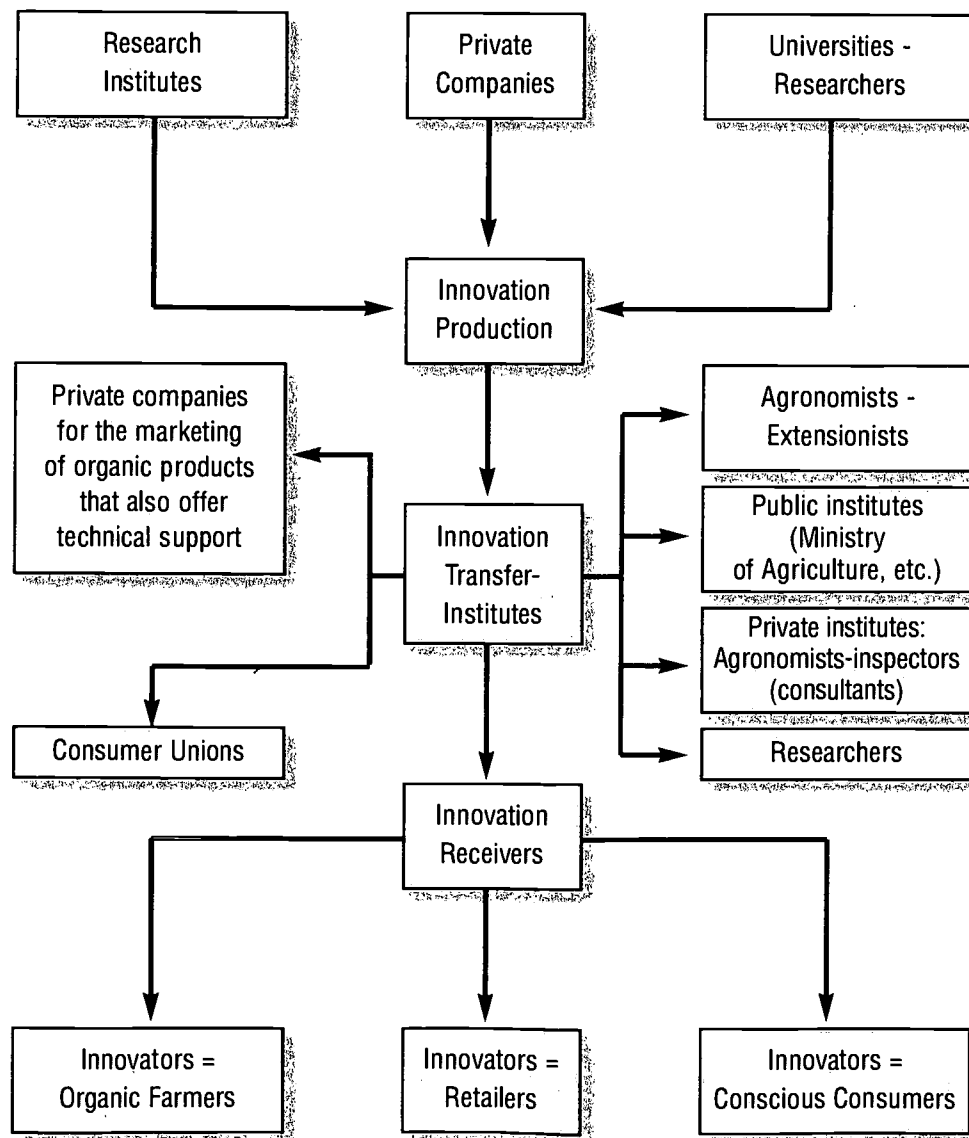 Research
Institutes
Private
Companies
Universities -
Researchers
Innovation
Production
Private companies
for the marketing
of organic products
that also offer
technical support
Agronomists -
Extensionists
Public institutes
(Ministry
of Agriculture, etc.)
Innovation
Transfer-
Institutes
Private institutes:
Agronomists-inspectors
(consultants)
Consumer Unions
Researchers
Innovation
Receivers
Innovators =
Organic Farmers
Innovators =
Retailers
Innovators =
Conscious Consumers